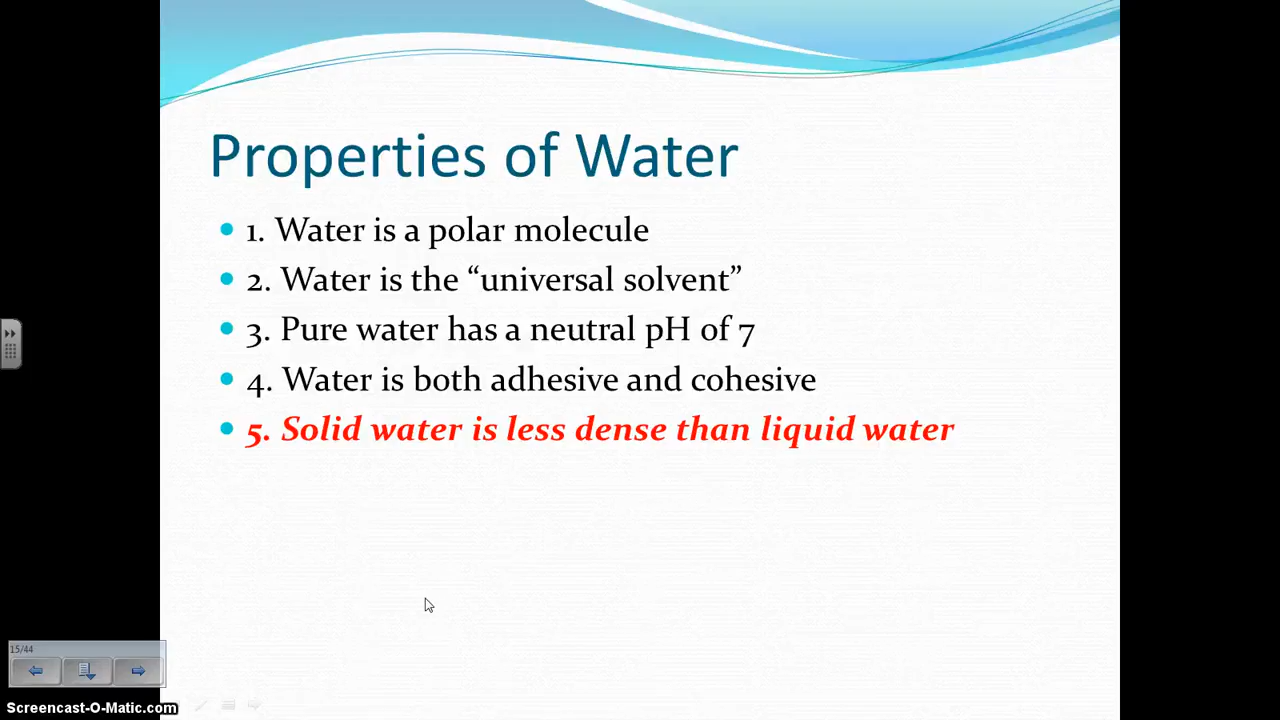 Properties of Water
1. Water is a polar molecule
2. Water is the “universal solvent”
3. Pure water has a neutral pH of 7
4. Water is both adhesive and cohesive
5. Solid water is less dense than liquid water
15/44
Screencast-O-Matic.com